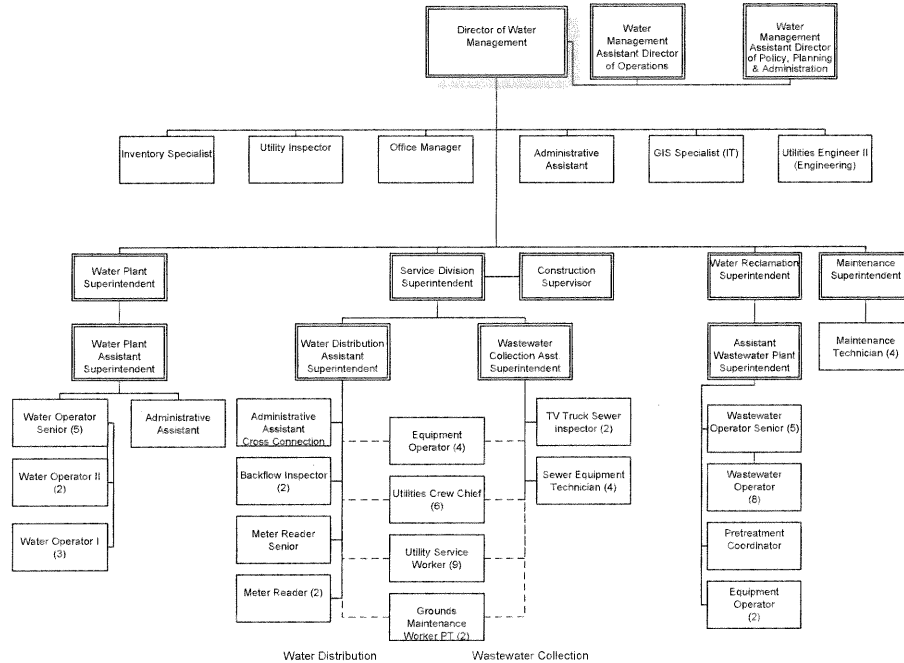 Director of Water
Management
Water
Management
Assistant Director
of Operations
Water
Management
Assistant Director
of Policy, Planning
& Administration
Inventory Specialist
Utility Inspector
Office Manager
Administrative
Assistant
GIS Specialist (IT)
Utilities Engineer II
(Engineering)
Water Plant
Superintendent
Service Division
Superintendent
Construction
Supervisor
Water Reclamation
Superintendent
Maintenance
Superintendent
Water Plant
Assistant
Superintendent
Water Distribution
Assistant
Superintendent
Wastewater
Collection Asst
Superintendent
Assistant
Wastewater Plant
Superintendent
Maintenance
Technician (4)
Water Operator
Senior (5)
Administrative
Assistant
Water Operator II
(2)
Water Operator I
(3)
Administrative
Assistant
Cross Connection
Backflow Inspector
(2)
Meter Reader
Senior
Meter Reader (2)
Equipment
Operator (4)
Utilities Crew Chief
(6)
Utility Service
Worker (9)
Grounds
Maintenance
Worker PT (2)
TV Truck Sewer
inspector (2)
Sewer Equipment
Technician (4)
Wastewater
Operator Senior (5)
Wastewater
Operator
(8)
Pretreatment
Coordinator
Equipment
Operator
(2)
Water Distribution
Wastewater Collection